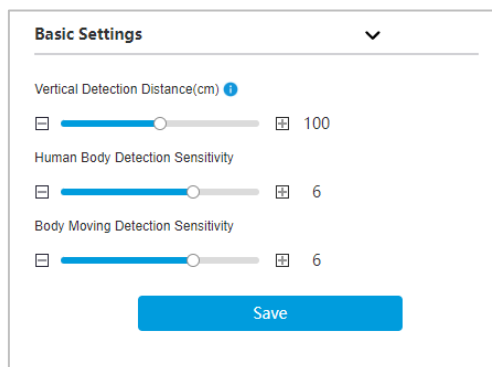 Basic Settings
Vertical Detection Distance(cm)
100
Human Body Detection Sensitivity
6
Body Moving Detection Sensitivity
6
Save